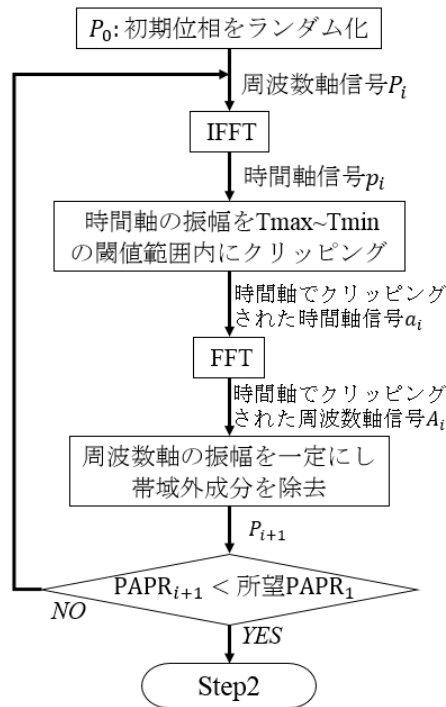 P₀: 初期位相をランダム化
周波数軸信号Pᵢ
IFFT
時間軸信号pᵢ
時間軸の振幅をTmax~Tmin
の閾値範囲内にクリッピング
時間軸でクリッピング
された時間軸信号aᵢ
FFT
時間軸でクリッピング
された周波数軸信号Aᵢ
周波数軸の振幅を一定にし
帯域外成分を除去
Pᵢ₊₁
PAPRᵢ₊₁ < 所望PAPR₁
NO
YES
Step2